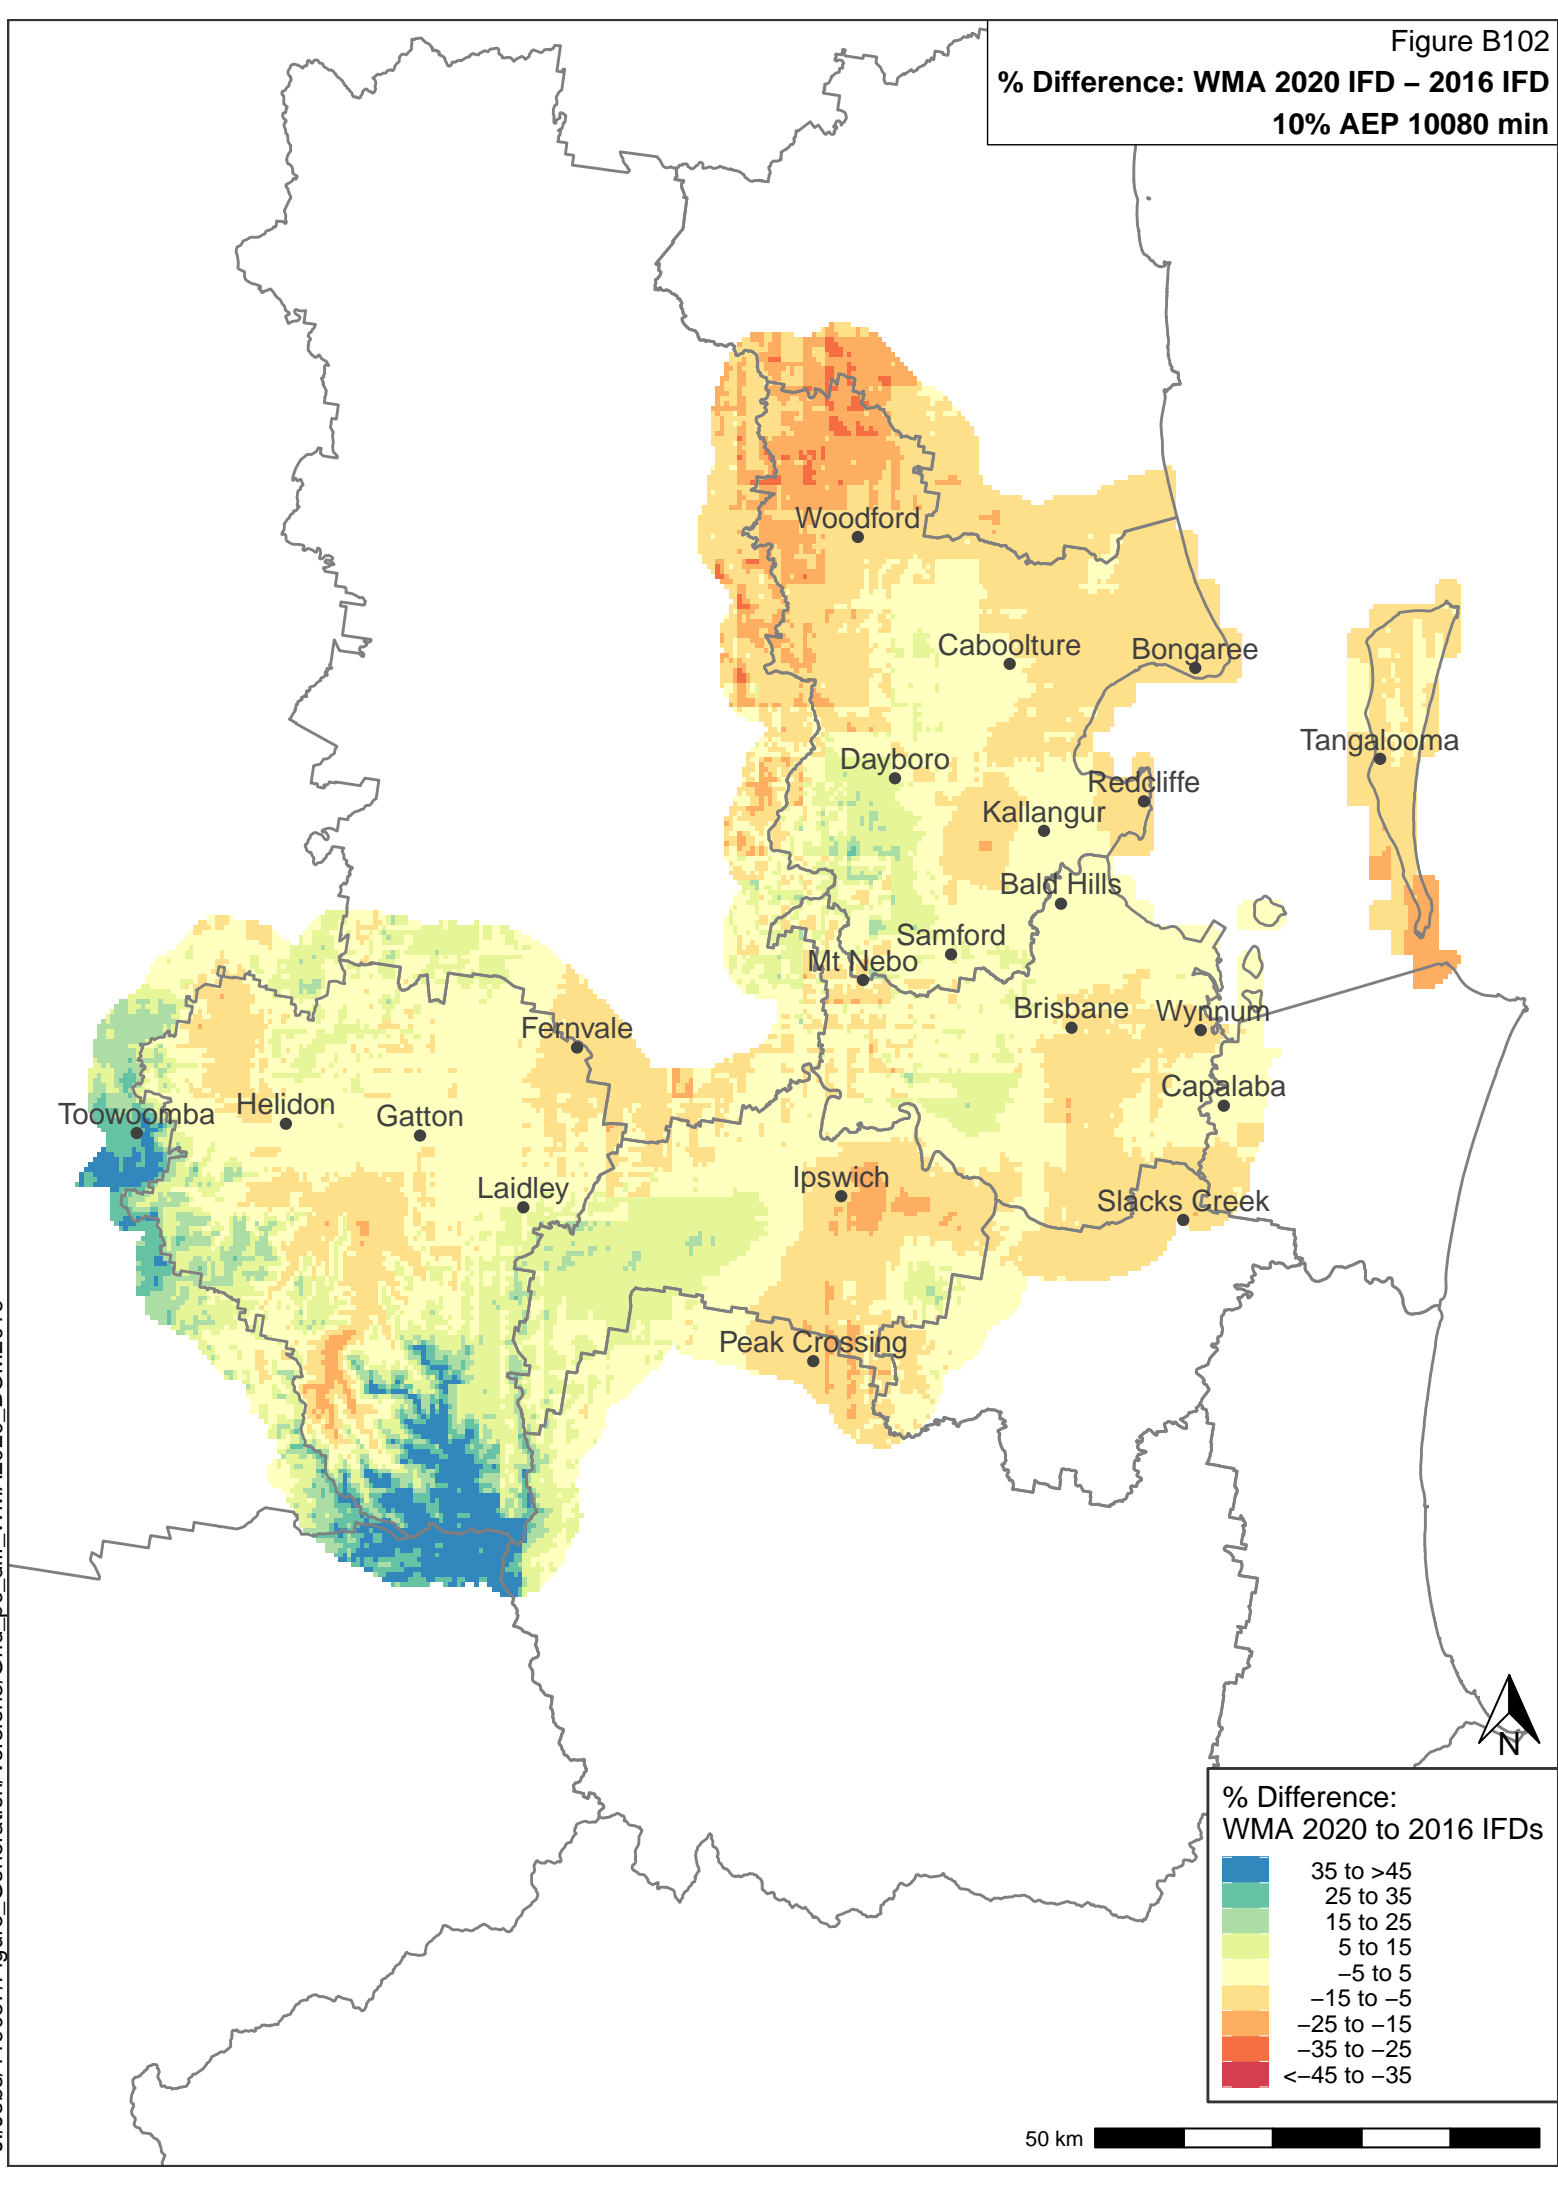 Figure B102
% Difference: WMA 2020 IFD – 2016 IFD
10% AEP 10080 min
Woodford
Caboolture
Bongaree
Tangalooma
Dayboro
Redcliffe
Kallangur
Bald Hills
Samford
Mt Nebo
Brisbane
Wynnum
Fernvale
Capalaba
Toowoomba
Helidon
Gatton
Ipswich
Laidley
Slacks Creek
Peak Crossing
N
% Difference:
WMA 2020 to 2016 IFDs
35 to >45
25 to 35
15 to 25
5 to 15
–5 to 5
–15 to –5
–25 to –15
–35 to –25
<–45 to –35
50 km